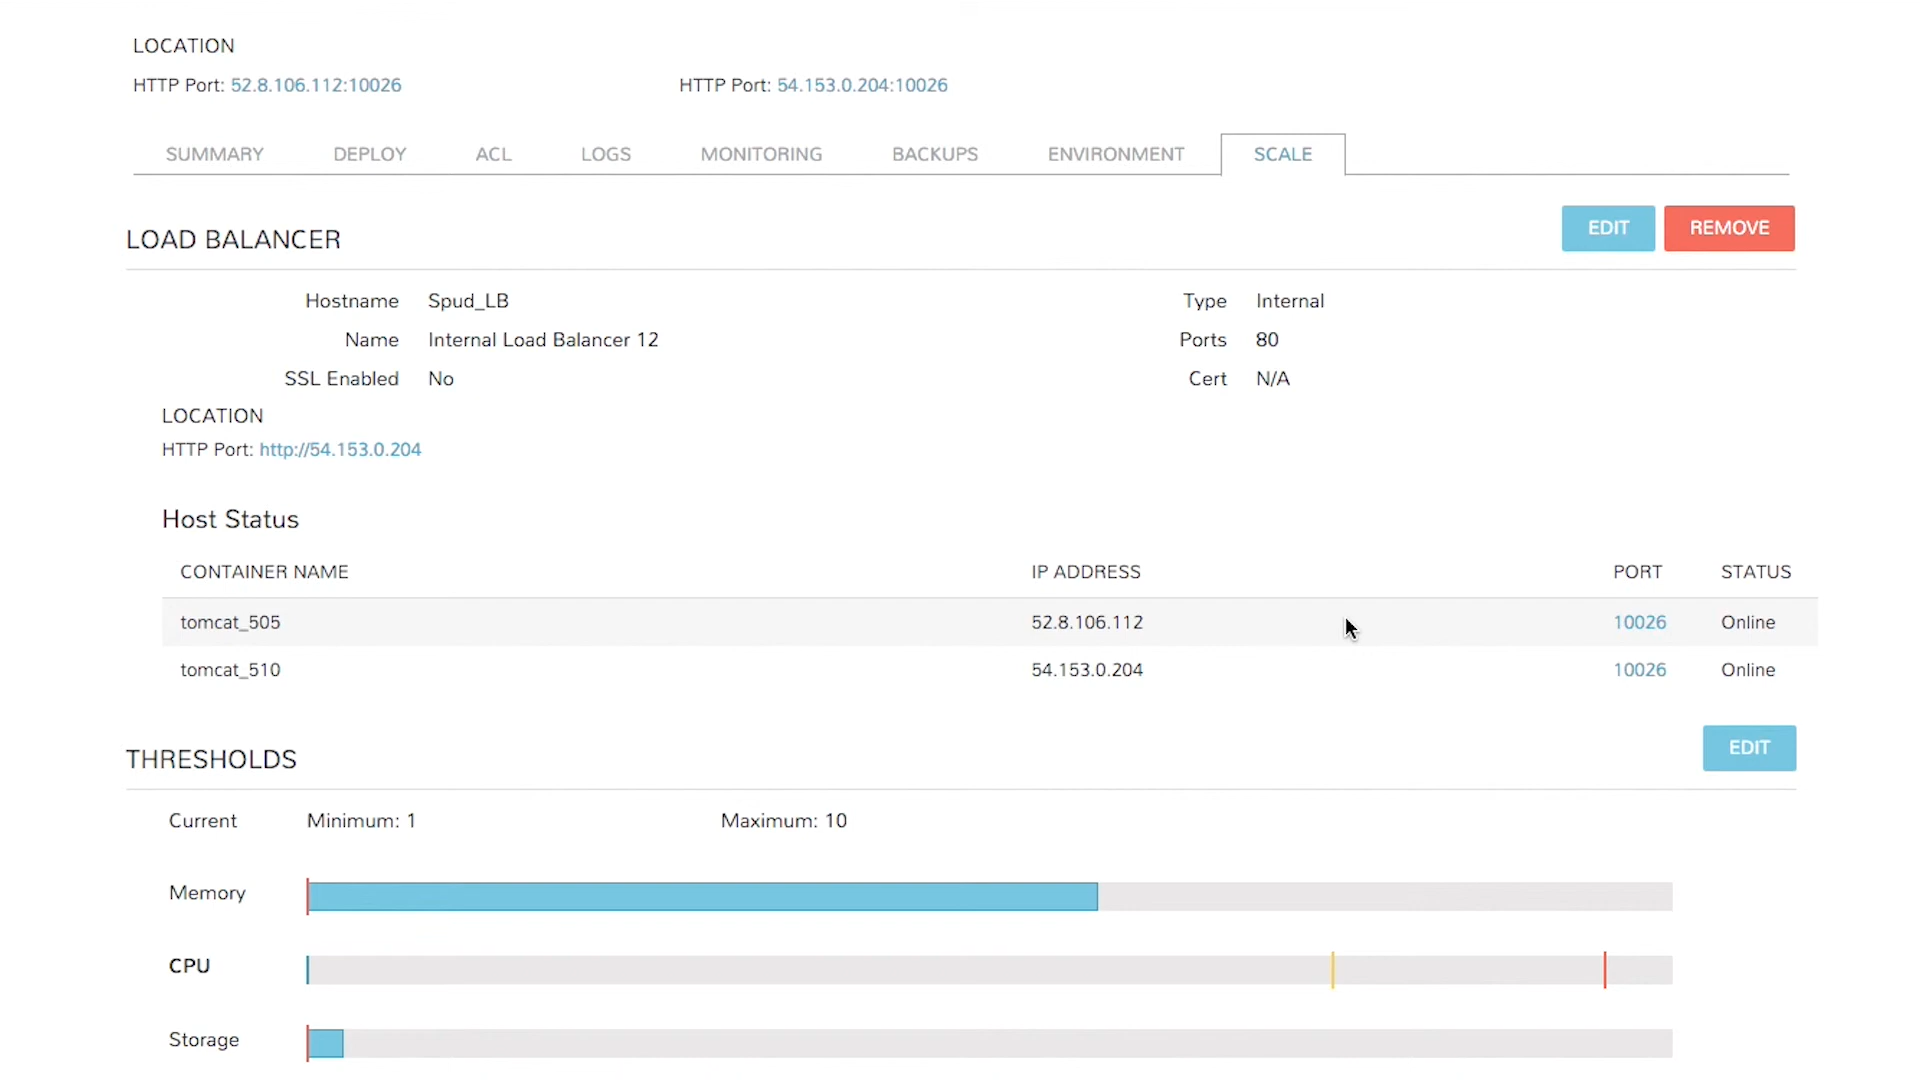 LOCATION
HTTP Port: 52.8.106.112:10026 HTTP Port: 54.153.0.204:10026
SUMMARY DEPLOY ACL LOGS MONITORING BACKUPS ENVIRONMENT SCALE
LOAD BALANCER EDIT REMOVE
Hostname Spud_LB Type Internal
Name Internal Load Balancer 12 Ports 80
SSL Enabled No Cert N/A
LOCATION
HTTP Port: http://54.153.0.204
Host Status
CONTAINER NAME IP ADDRESS PORT STATUS
tomcat_505 52.8.106.112 10026 Online
tomcat_510 54.153.0.204 10026 Online
THRESHOLDS EDIT
Current Minimum: 1 Maximum: 10
Memory
CPU
Storage